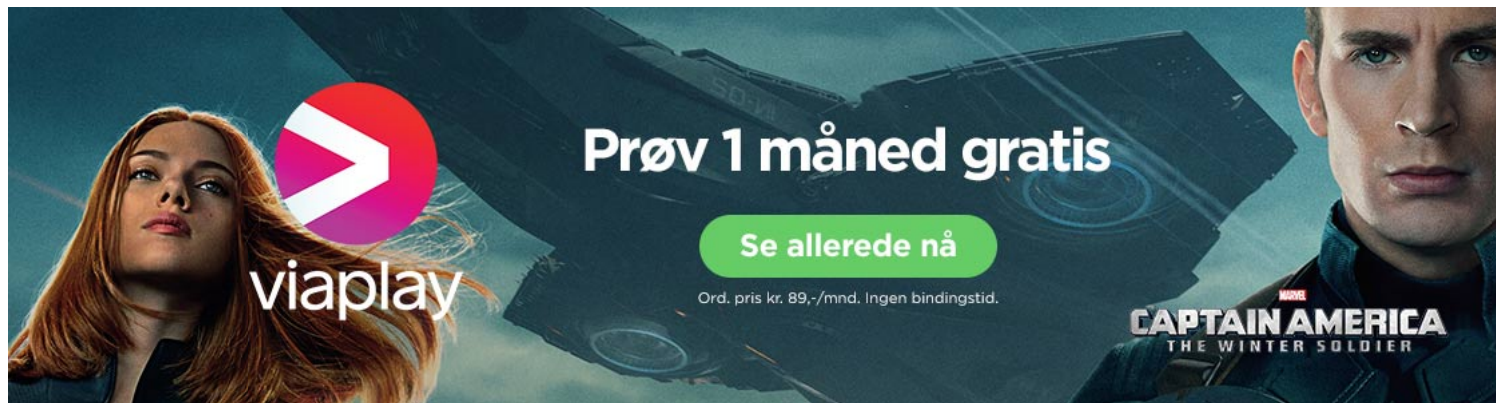 viaplay
Prøv 1 måned gratis
Se allerede nå
Ord. pris kr. 89,-/mnd. Ingen bindingstid.
MARVEL
CAPTAIN AMERICA
THE WINTER SOLDIER